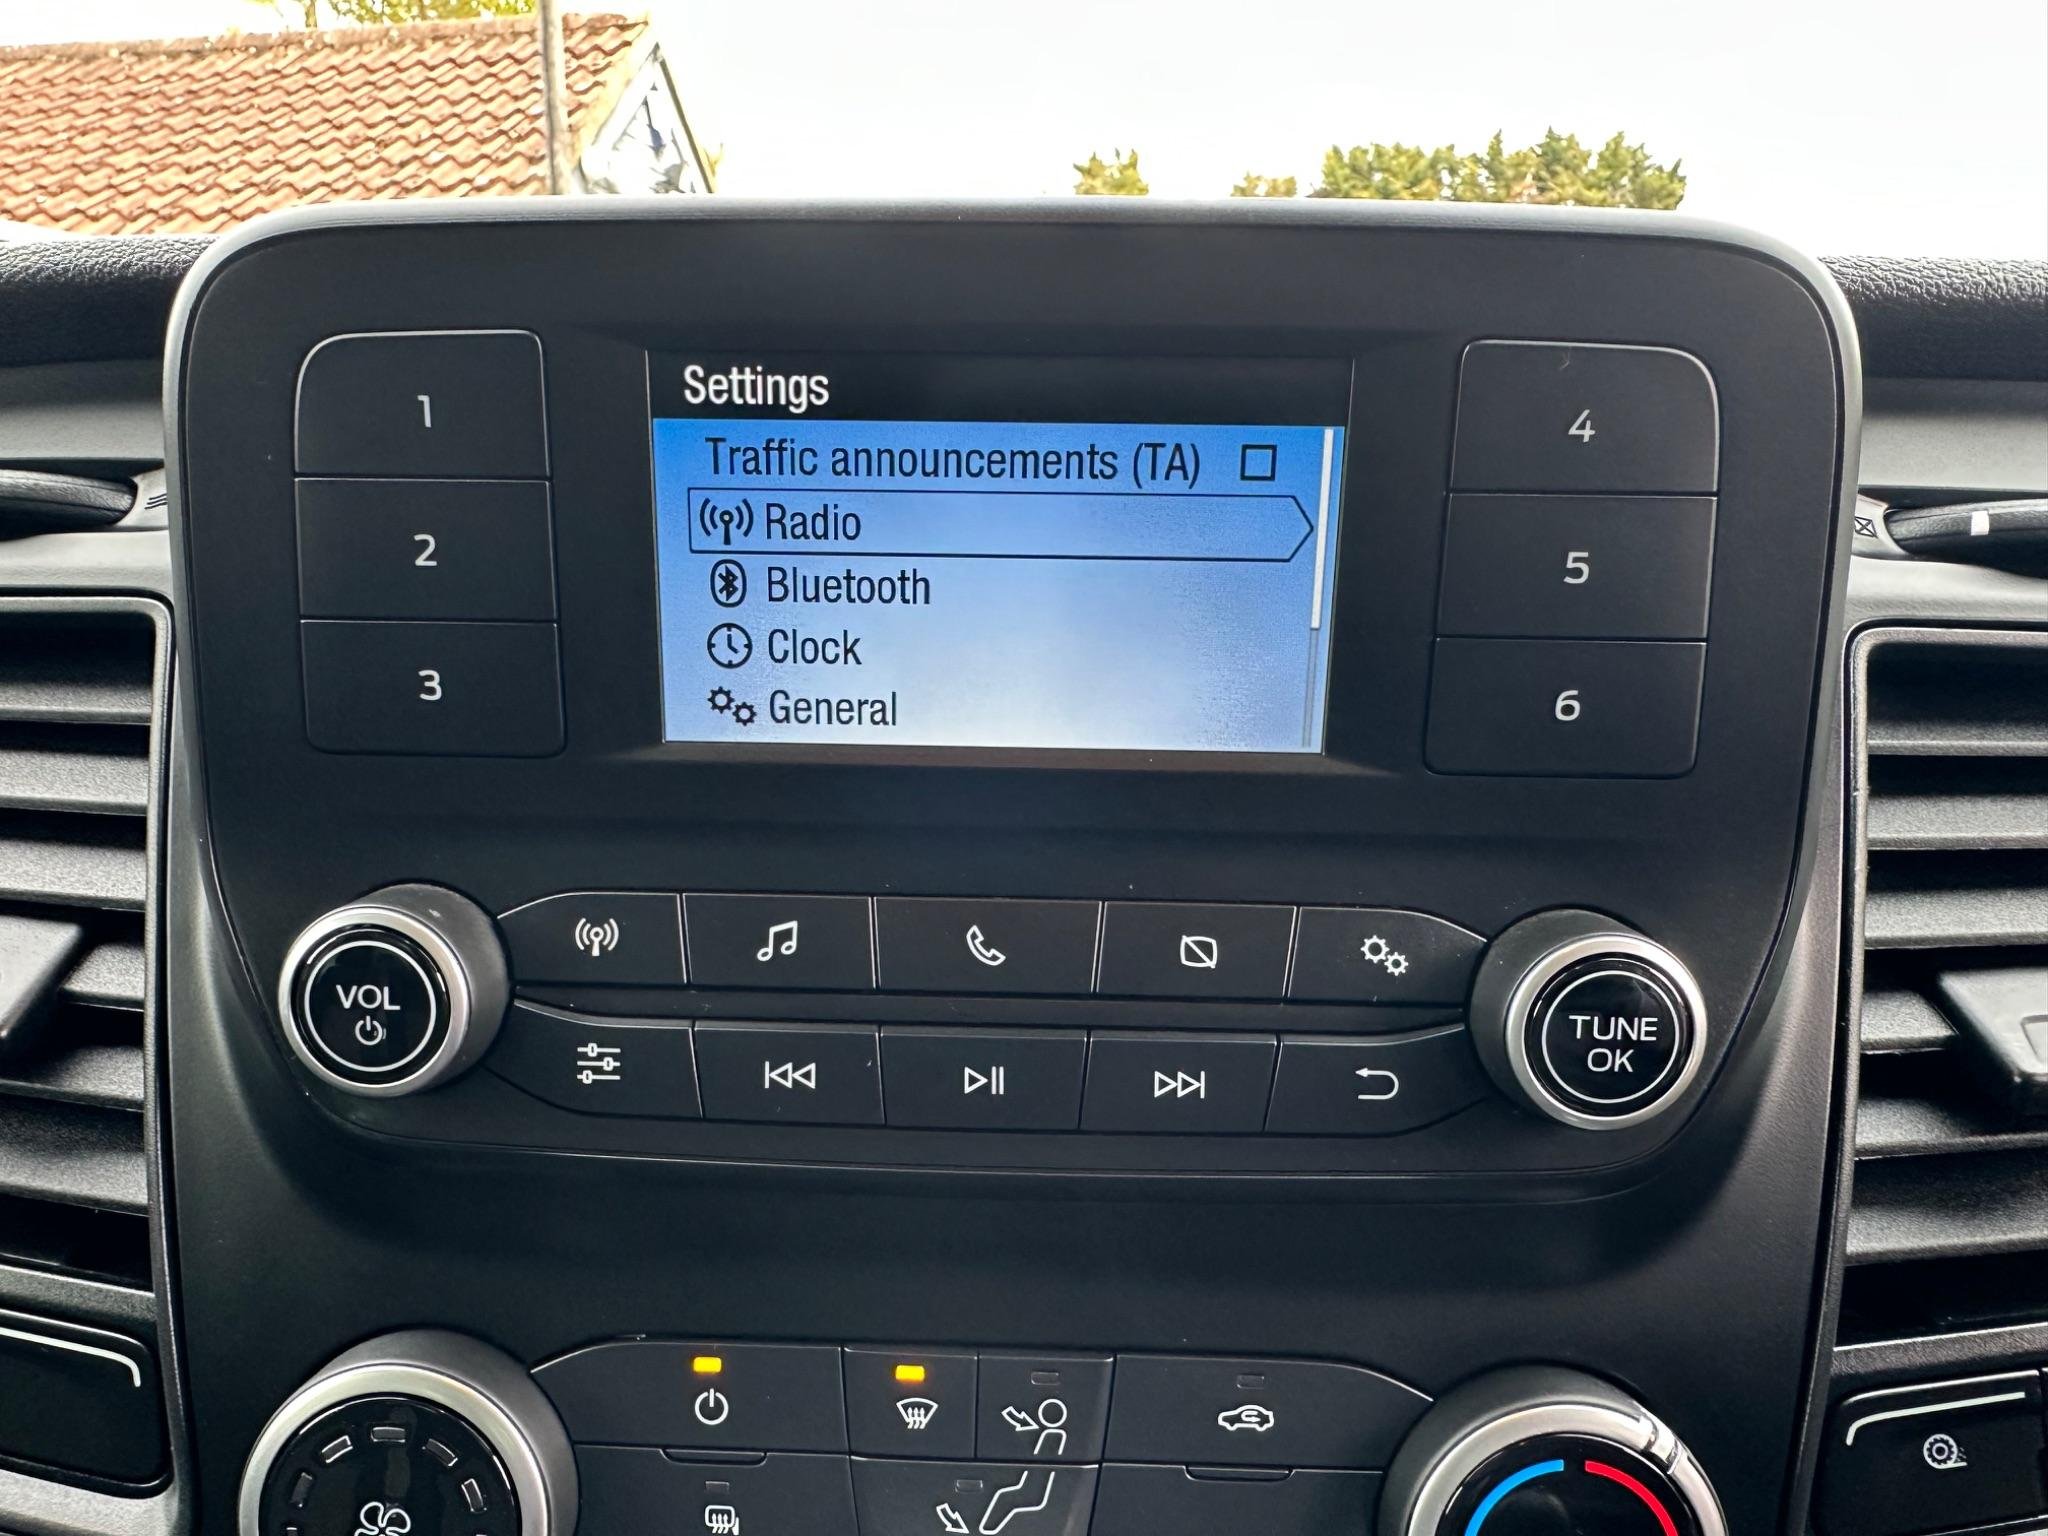 Settings
Traffic announcements (TA)
Radio
Bluetooth
Clock
General
1
2
3
4
5
6
VOL
TUNE
OK